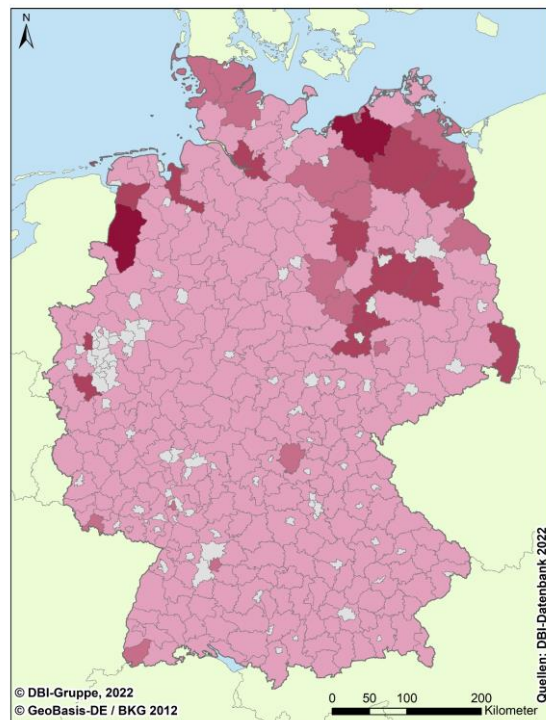 N
Quellen: DBI-Datenbank 2022
© DBI-Gruppe, 2022
© GeoBasis-DE / BKG 2012
0 50 100 200
Kilometer